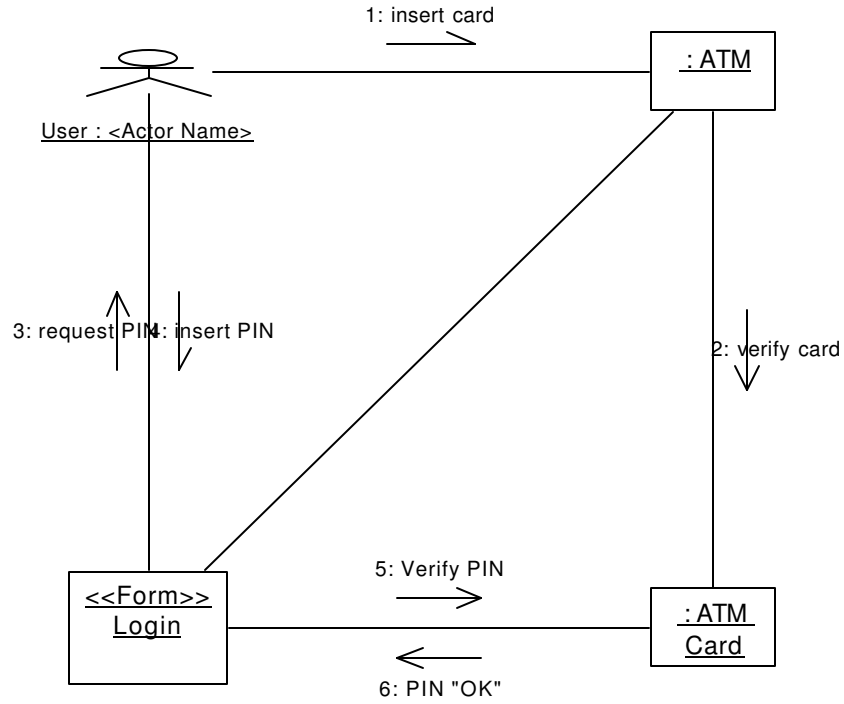 1: insert card
: ATM
User : <Actor Name>
3: request PIN
4: insert PIN
2: verify card
5: Verify PIN
<<Form>>
Login
: ATM
Card
6: PIN "OK"